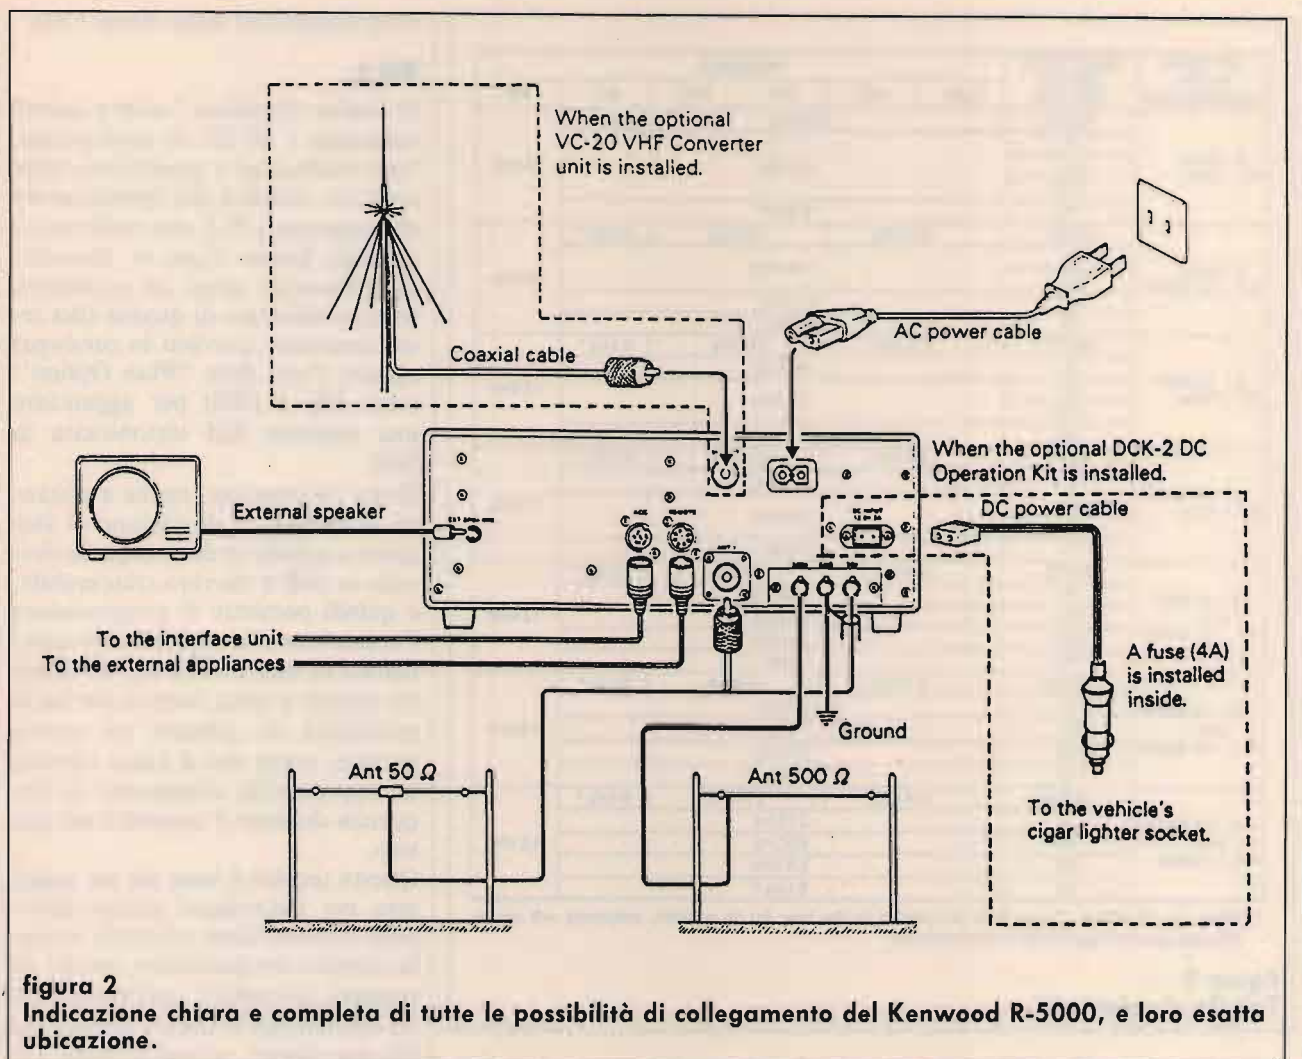 When the optional
VC-20 VHF Converter
unit is installed.
AC power cable
Coaxial cable
When the optional DCK-2 DC
Operation Kit is installed.
DC power cable
External speaker
DC INPUT
To the interface unit
To the external appliances
A fuse (4A)
is installed
inside.
Ground
Ant 50 Ω
Ant 500 Ω
To the vehicle's
cigar lighter socket.
figura 2
Indicazione chiara e completa di tutte le possibilità di collegamento del Kenwood R-5000, e loro esatta
ubicazione.